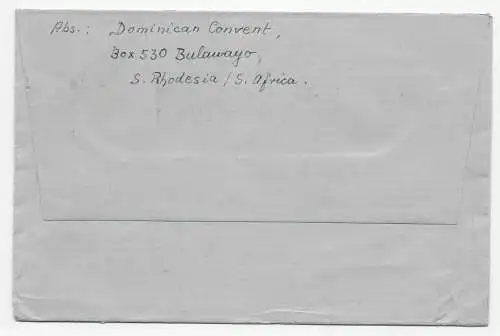 Abs.: Dominican Convent,
Box 530 Bulawayo,
S. Rhodesia / S. Africa.